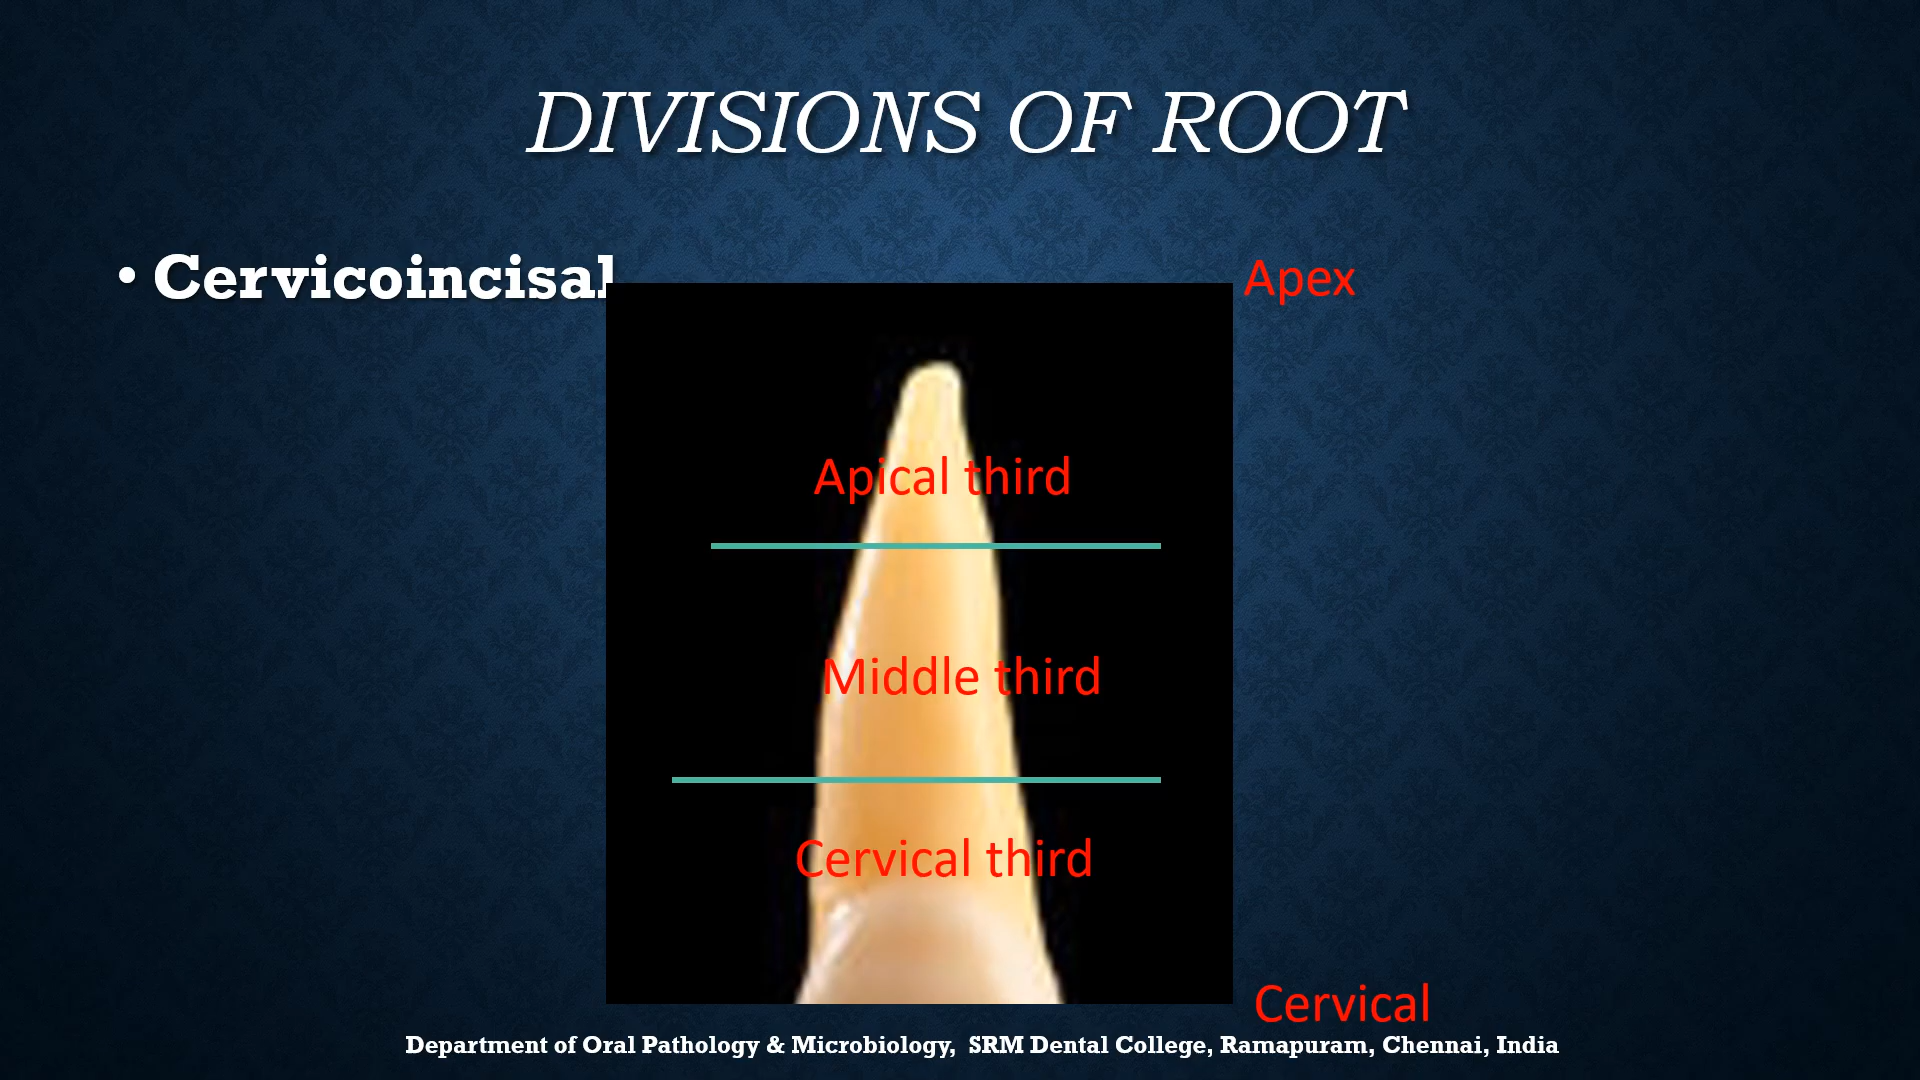 DIVISIONS OF ROOT
• Cervicoincisal
Apex
Apical third
Middle third
Cervical third
Cervical
Department of Oral Pathology & Microbiology, SRM Dental College, Ramapuram, Chennai, India